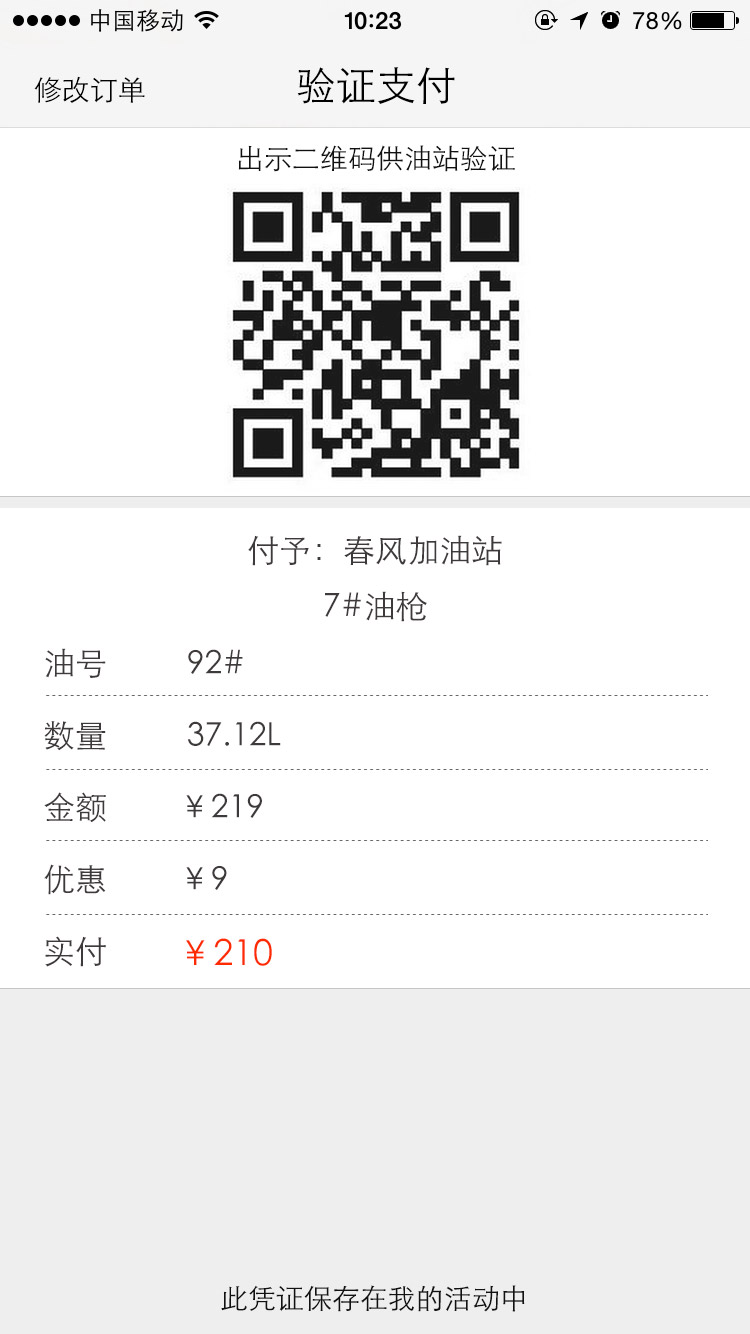 中国移动 10:23 78%
修改订单 验证支付
出示二维码供油站验证
付予：春风加油站
7#油枪
油号 92#
数量 37.12L
金额 ¥219
优惠 ¥9
实付 ¥210
此凭证保存在我的活动中